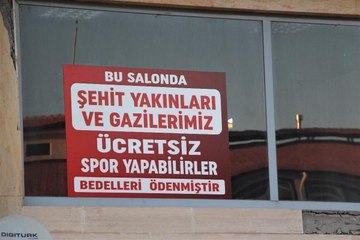 BU SALONDA
ŞEHİT YAKINLARI
VE GAZİLERİMİZ
ÜCRETSİZ
SPOR YAPABİLİRLER
BEDELLERİ ÖDENMİŞTİR
DIGITURK